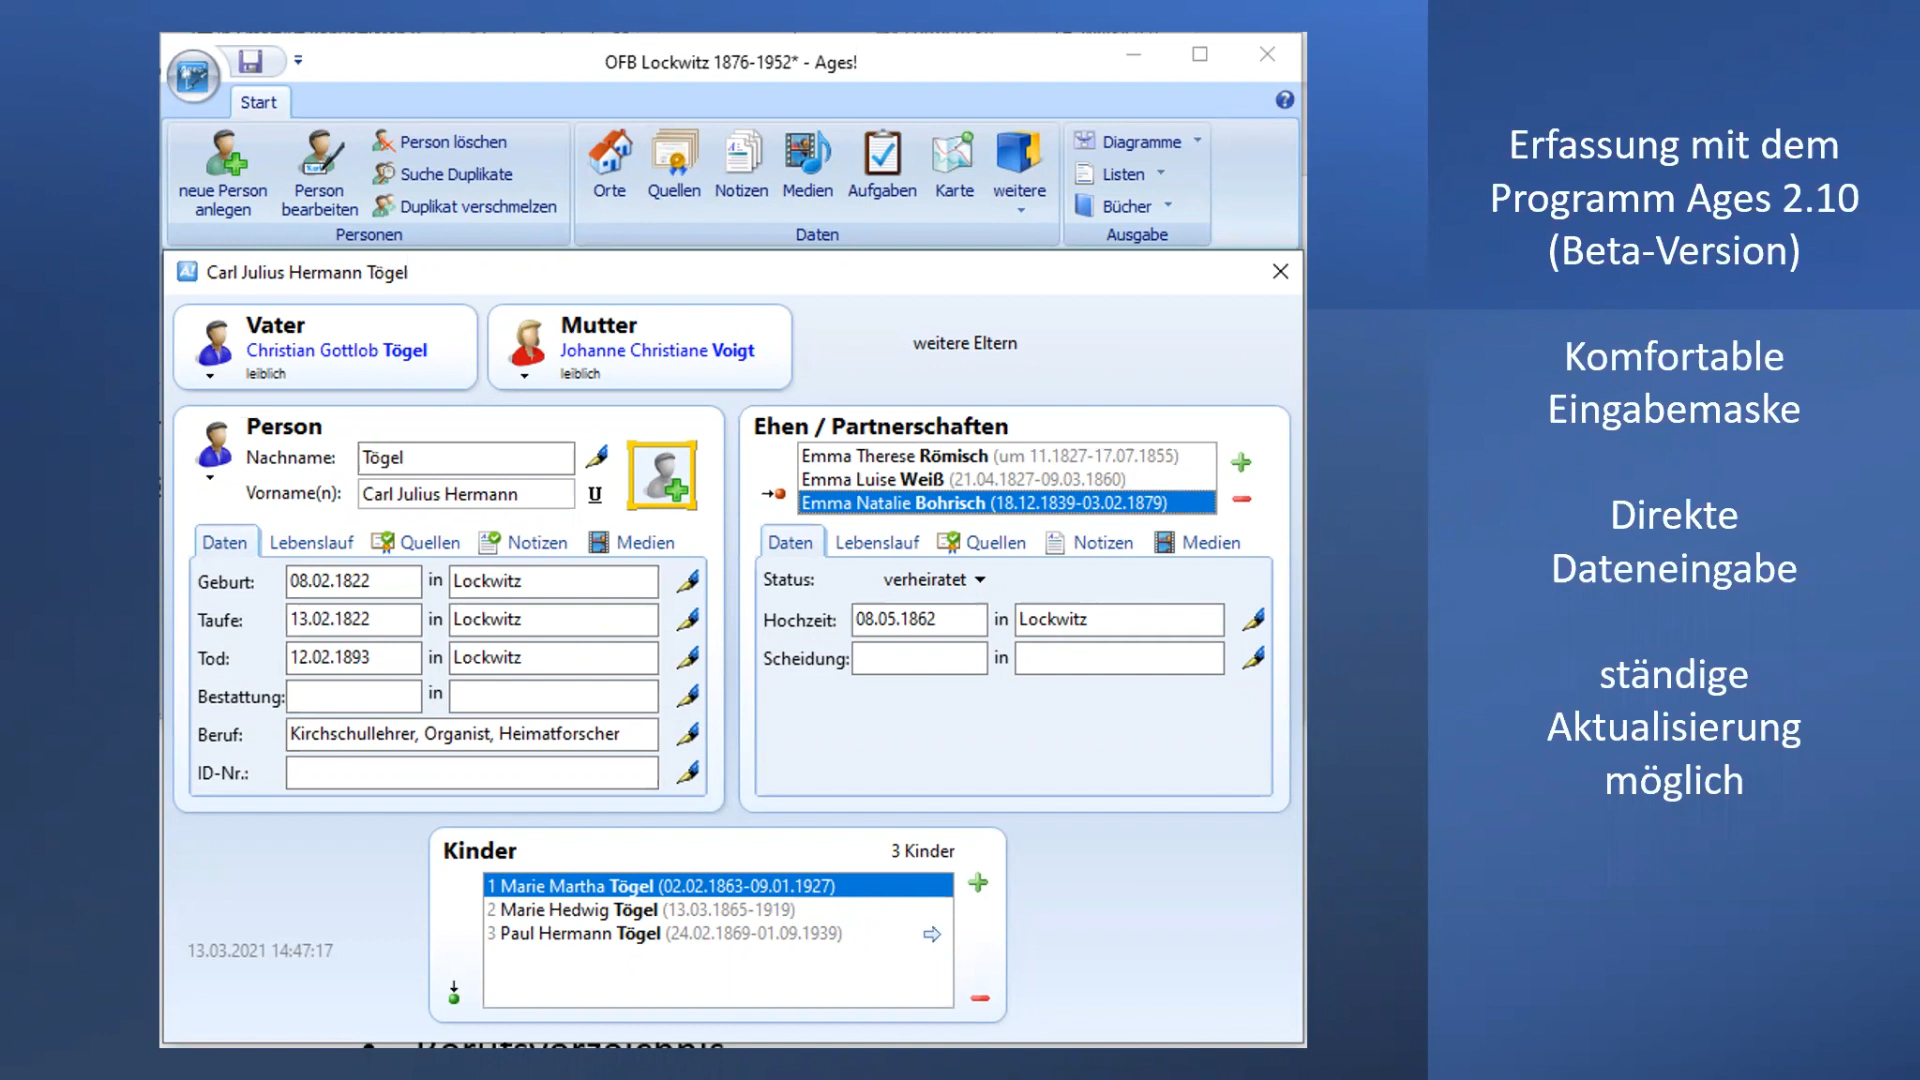 OFB Lockwitz 1876-1952* - Ages!
Start
neue Person anlegen
Person bearbeiten
Person löschen
Suche Duplikate
Duplikat verschmelzen
Personen
Orte
Quellen
Notizen
Medien
Aufgaben
Karte
weitere
Daten
Diagramme
Listen
Bücher
Ausgabe
Carl Julius Hermann Tögel
Vater
Christian Gottlob Tögel
leiblich
Mutter
Johanne Christiane Voigt
leiblich
weitere Eltern
Person
Nachname: Tögel
Vorname(n): Carl Julius Hermann
U
Daten Lebenslauf Quellen Notizen Medien
Geburt: 08.02.1822 in Lockwitz
Taufe: 13.02.1822 in Lockwitz
Tod: 12.02.1893 in Lockwitz
Bestattung: in
Beruf: Kirchschullehrer, Organist, Heimatforscher
ID-Nr.:
Ehen / Partnerschaften
Emma Therese Römisch (um 11.1827-17.07.1855)
Emma Luise Weiß (21.04.1827-09.03.1860)
Emma Natalie Bohrisch (18.12.1839-03.02.1879)
Daten Lebenslauf Quellen Notizen Medien
Status: verheiratet
Hochzeit: 08.05.1862 in Lockwitz
Scheidung: in
Kinder 3 Kinder
1 Marie Martha Tögel (02.02.1863-09.01.1927)
2 Marie Hedwig Tögel (13.03.1865-1919)
3 Paul Hermann Tögel (24.02.1869-01.09.1939)
13.03.2021 14:47:17
Erfassung mit dem
Programm Ages 2.10
(Beta-Version)
Komfortable
Eingabemaske
Direkte
Dateneingabe
ständige
Aktualisierung
möglich